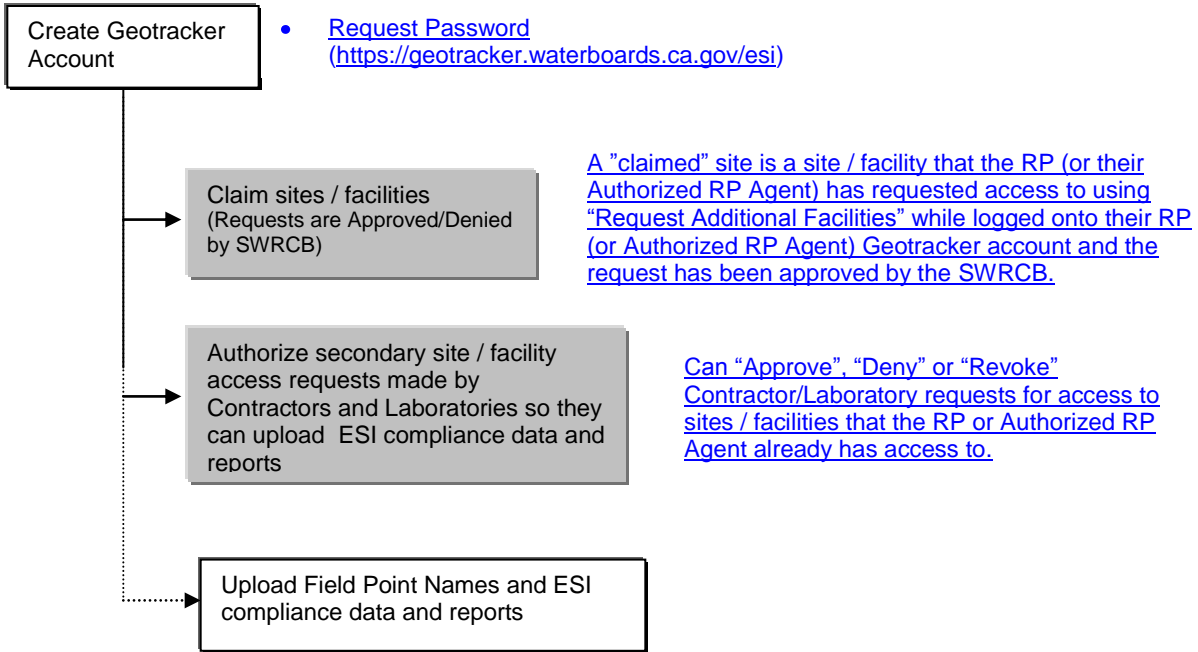 Create Geotracker
Account
• Request Password
(https://geotracker.waterboards.ca.gov/esi)
Claim sites / facilities
(Requests are Approved/Denied
by SWRCB)
A ”claimed” site is a site / facility that the RP (or their
Authorized RP Agent) has requested access to using
“Request Additional Facilities” while logged onto their RP
(or Authorized RP Agent) Geotracker account and the
request has been approved by the SWRCB.
Authorize secondary site / facility
access requests made by
Contractors and Laboratories so they
can upload ESI compliance data and
reports
Can “Approve”, “Deny” or “Revoke”
Contractor/Laboratory requests for access to
sites / facilities that the RP or Authorized RP
Agent already has access to.
Upload Field Point Names and ESI
compliance data and reports